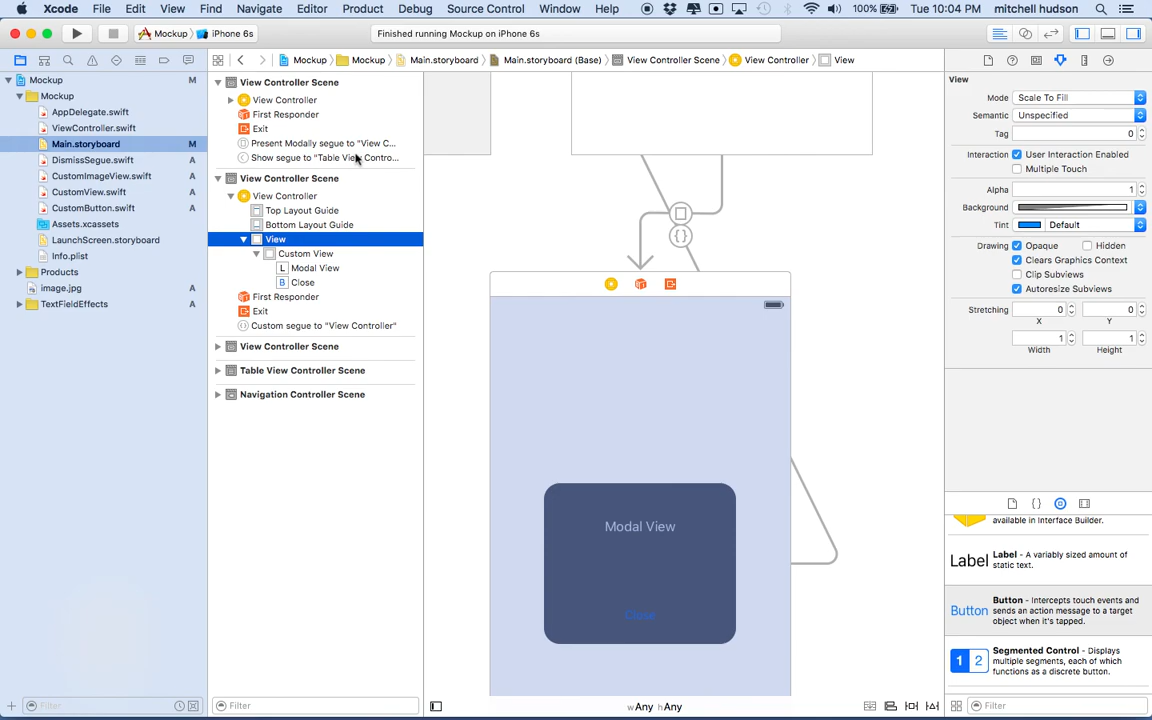 Xcode File Edit View Find Navigate Editor Product Debug Source Control Window Help 100% Tue 10:04 PM mitchell hudson
Mockup iPhone 6s Finished running Mockup on iPhone 6s
Mockup Mockup Main.storyboard Main.storyboard (Base) View Controller Scene View Controller View
Mockup M
Mockup
AppDelegate.swift
ViewController.swift
Main.storyboard M
DismissSegue.swift A
CustomImageView.swift A
CustomView.swift A
CustomButton.swift A
Assets.xcassets
LaunchScreen.storyboard
Info.plist
Products
image.jpg A
TextFieldEffects A
Filter
View Controller Scene
View Controller
First Responder
Exit
Present Modally segue to "View C...
Show segue to "Table View Contro...
View Controller Scene
View Controller
Top Layout Guide
Bottom Layout Guide
View
Custom View
L Modal View
B Close
First Responder
Exit
Custom segue to "View Controller"
View Controller Scene
Table View Controller Scene
Navigation Controller Scene
Filter
Modal View
Close
wAny hAny
View
Mode Scale To Fill
Semantic Unspecified
Tag 0
Interaction User Interaction Enabled
Multiple Touch
Alpha 1
Background
Tint Default
Drawing Opaque Hidden
Clears Graphics Context
Clip Subviews
Autoresize Subviews
Stretching 0 0
X Y
1 1
Width Height
available in Interface Builder.
Label Label - A variably sized amount of
static text.
Button Button - Intercepts touch events and
sends an action message to a target
object when it's tapped.
1 2 Segmented Control - Displays
multiple segments, each of which
functions as a discrete button.
Filter